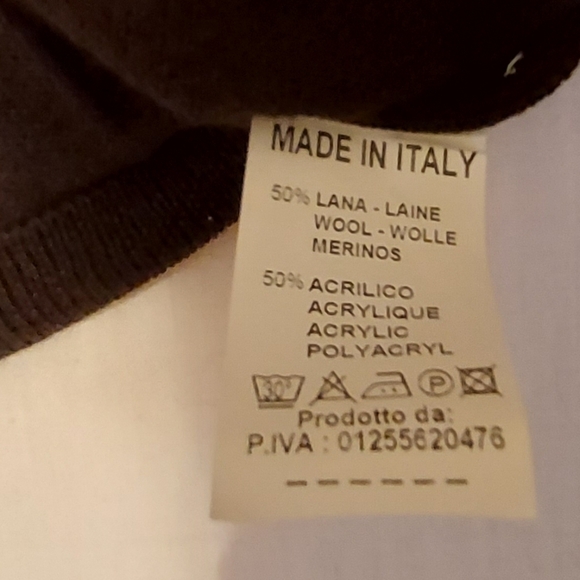 MADE IN ITALY
50% LANA - LAINE
WOOL - WOLLE
MERINOS
50% ACRILICO
ACRYLIQUE
ACRYLIC
POLYACRYL
30° P
Prodotto da:
P.IVA : 01255620476